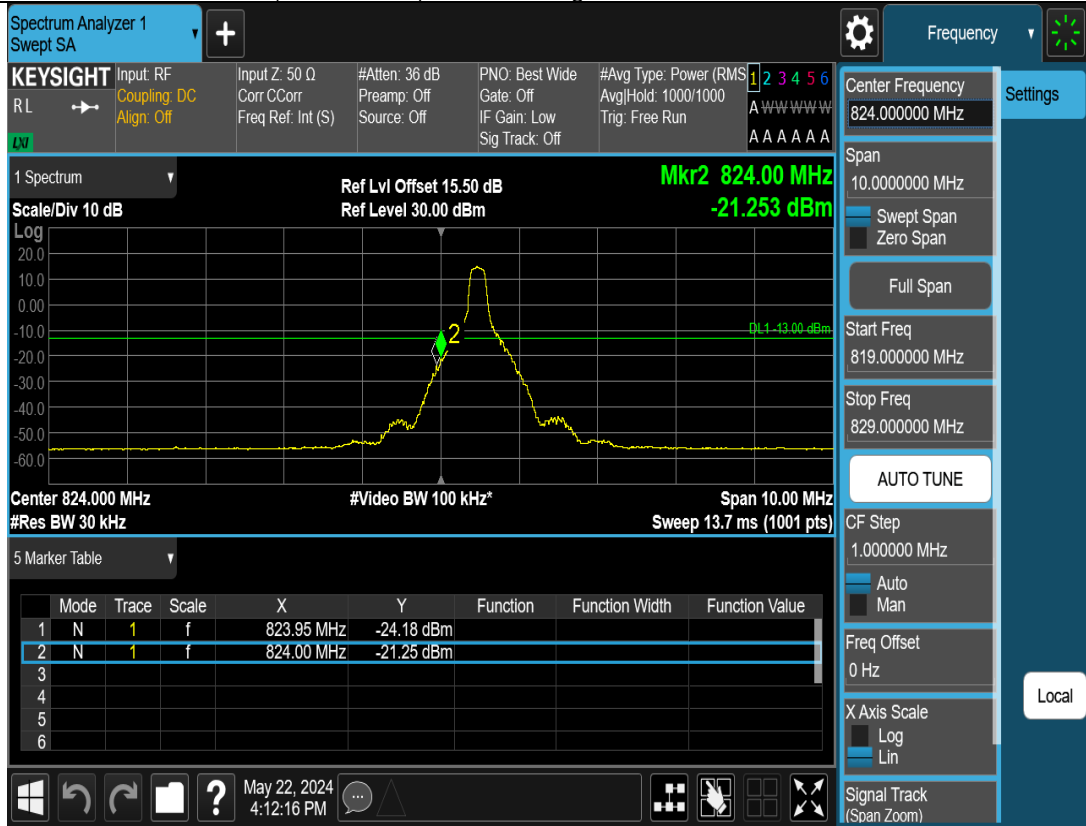 Spectrum Analyzer 1
Swept SA
+
Frequency
KEYSIGHT
RL
LXI
Input: RF
Coupling: DC
Align: Off
Input Z: 50 Ω
Corr CCorr
Freq Ref: Int (S)
#Atten: 36 dB
Preamp: Off
Source: Off
PNO: Best Wide
Gate: Off
IF Gain: Low
Sig Track: Off
#Avg Type: Power (RMS
Avg|Hold: 1000/1000
Trig: Free Run
1 2 3 4 5 6
A W W W W W
A A A A A A
1 Spectrum
Scale/Div 10 dB
Ref Lvl Offset 15.50 dB
Ref Level 30.00 dBm
Mkr2 824.00 MHz
-21.253 dBm
Log
20.0
10.0
0.00
-10.0
-20.0
-30.0
-40.0
-50.0
-60.0
2
DL1 -13.00 dBm
Center 824.000 MHz
#Video BW 100 kHz*
Span 10.00 MHz
#Res BW 30 kHz
Sweep 13.7 ms (1001 pts)
5 Marker Table
Mode Trace Scale X Y Function Function Width Function Value
1 N 1 f 823.95 MHz -24.18 dBm
2 N 1 f 824.00 MHz -21.25 dBm
3
4
5
6
?
May 22, 2024
4:12:16 PM
Center Frequency
824.000000 MHz
Settings
Span
10.0000000 MHz
Swept Span
Zero Span
Full Span
Start Freq
819.000000 MHz
Stop Freq
829.000000 MHz
AUTO TUNE
CF Step
1.000000 MHz
Auto
Man
Freq Offset
0 Hz
X Axis Scale
Log
Lin
Local
Signal Track
(Span Zoom)